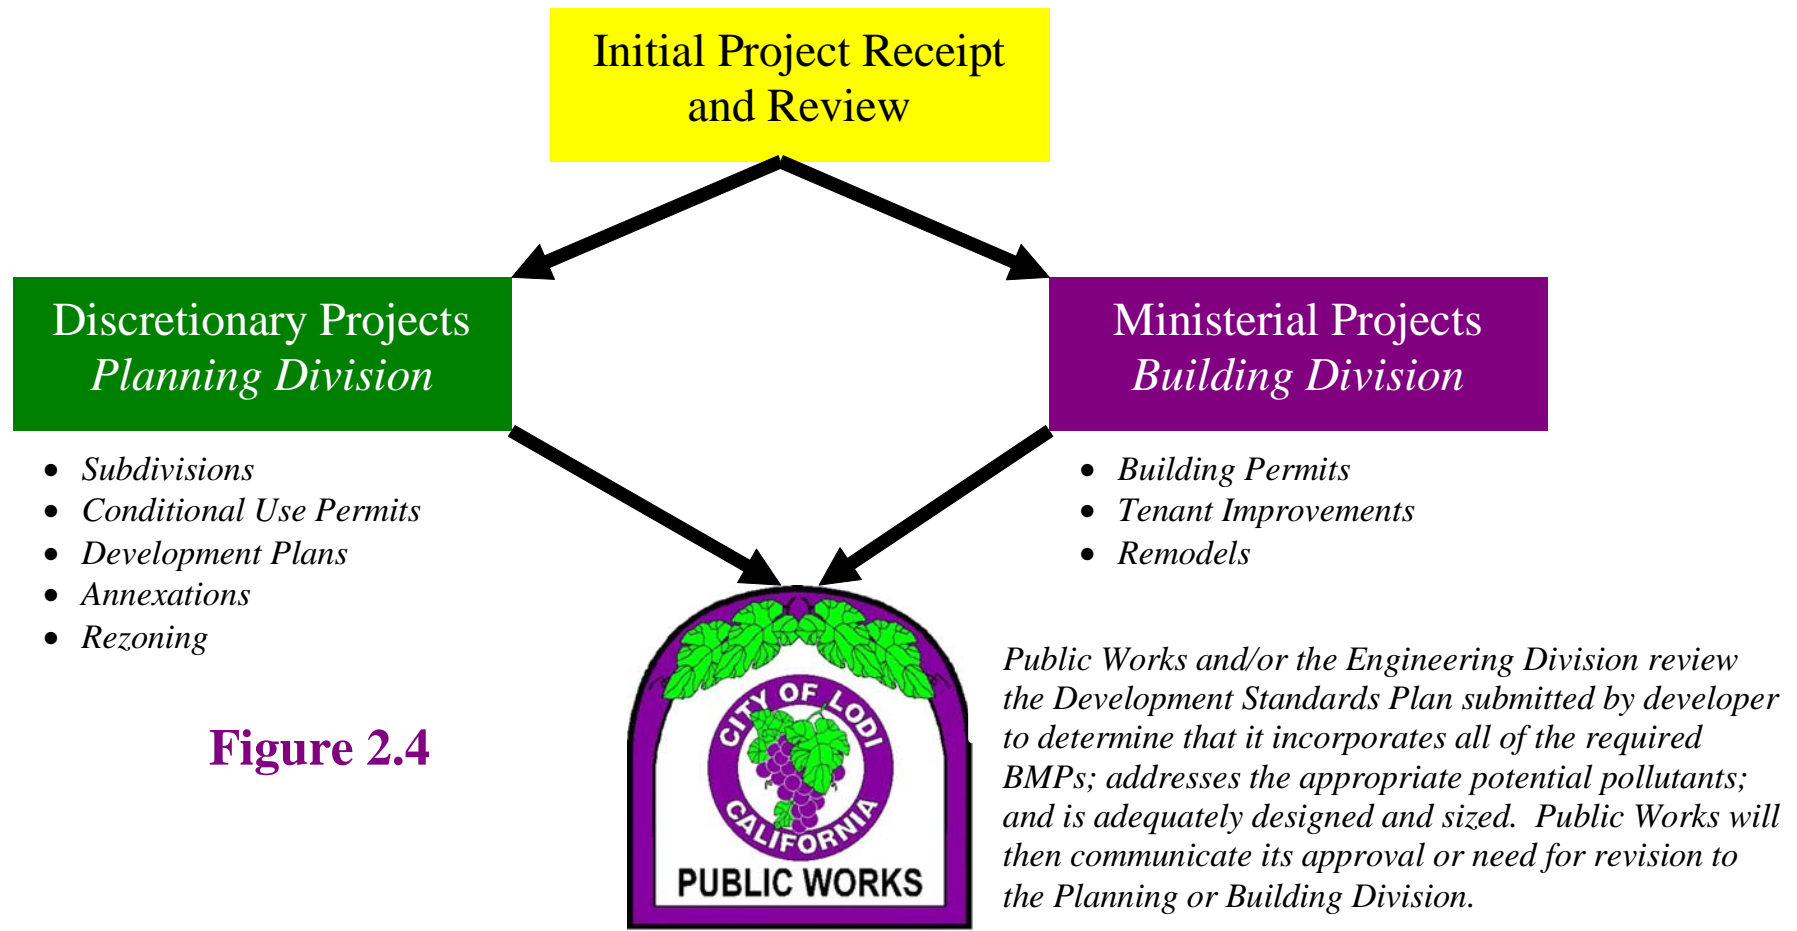 Initial Project Receipt
and Review
Discretionary Projects
Planning Division
Ministerial Projects
Building Division
• Subdivisions
• Conditional Use Permits
• Development Plans
• Annexations
• Rezoning
• Building Permits
• Tenant Improvements
• Remodels
Figure 2.4
CITY OF LODI
CALIFORNIA
PUBLIC WORKS
Public Works and/or the Engineering Division review
the Development Standards Plan submitted by developer
to determine that it incorporates all of the required
BMPs; addresses the appropriate potential pollutants;
and is adequately designed and sized.  Public Works will
then communicate its approval or need for revision to
the Planning or Building Division.